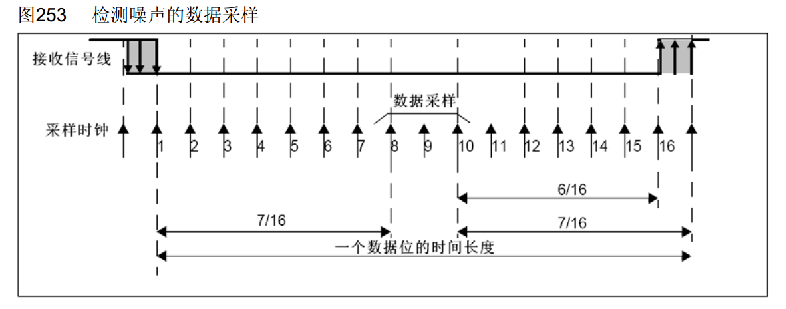 图253 检测噪声的数据采样
接收信号线
数据采样
采样时钟
1 2 3 4 5 6 7 8 9 10 11 12 13 14 15 16
6/16
7/16 7/16
一个数据位的时间长度